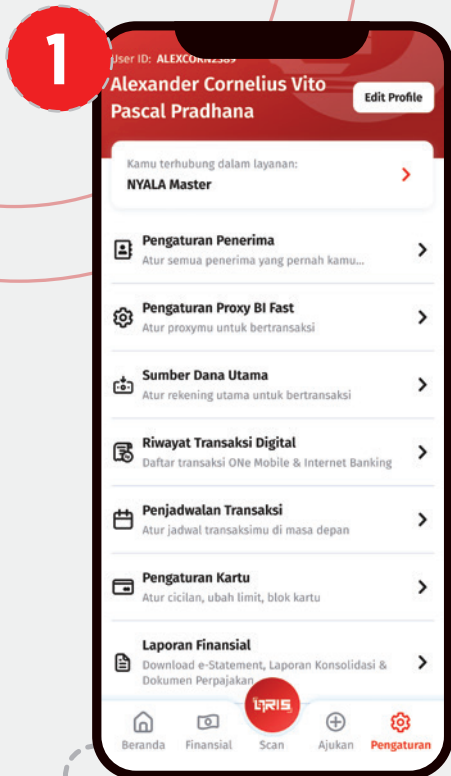 1
User ID: ALEXCORN2389
Alexander Cornelius Vito
Pascal Pradhana
Edit Profile
Kamu terhubung dalam layanan:
NYALA Master
Pengaturan Penerima
Atur semua penerima yang pernah kamu...
Pengaturan Proxy BI Fast
Atur proxymu untuk bertransaksi
Sumber Dana Utama
Atur rekening utama untuk bertransaksi
Riwayat Transaksi Digital
Daftar transaksi ONe Mobile & Internet Banking
Penjadwalan Transaksi
Atur jadwal transaksimu di masa depan
Pengaturan Kartu
Atur cicilan, ubah limit, blok kartu
Laporan Finansial
Download e-Statement, Laporan Konsolidasi &
Dokumen Perpajakan
QRIS
Beranda Finansial Scan Ajukan Pengaturan